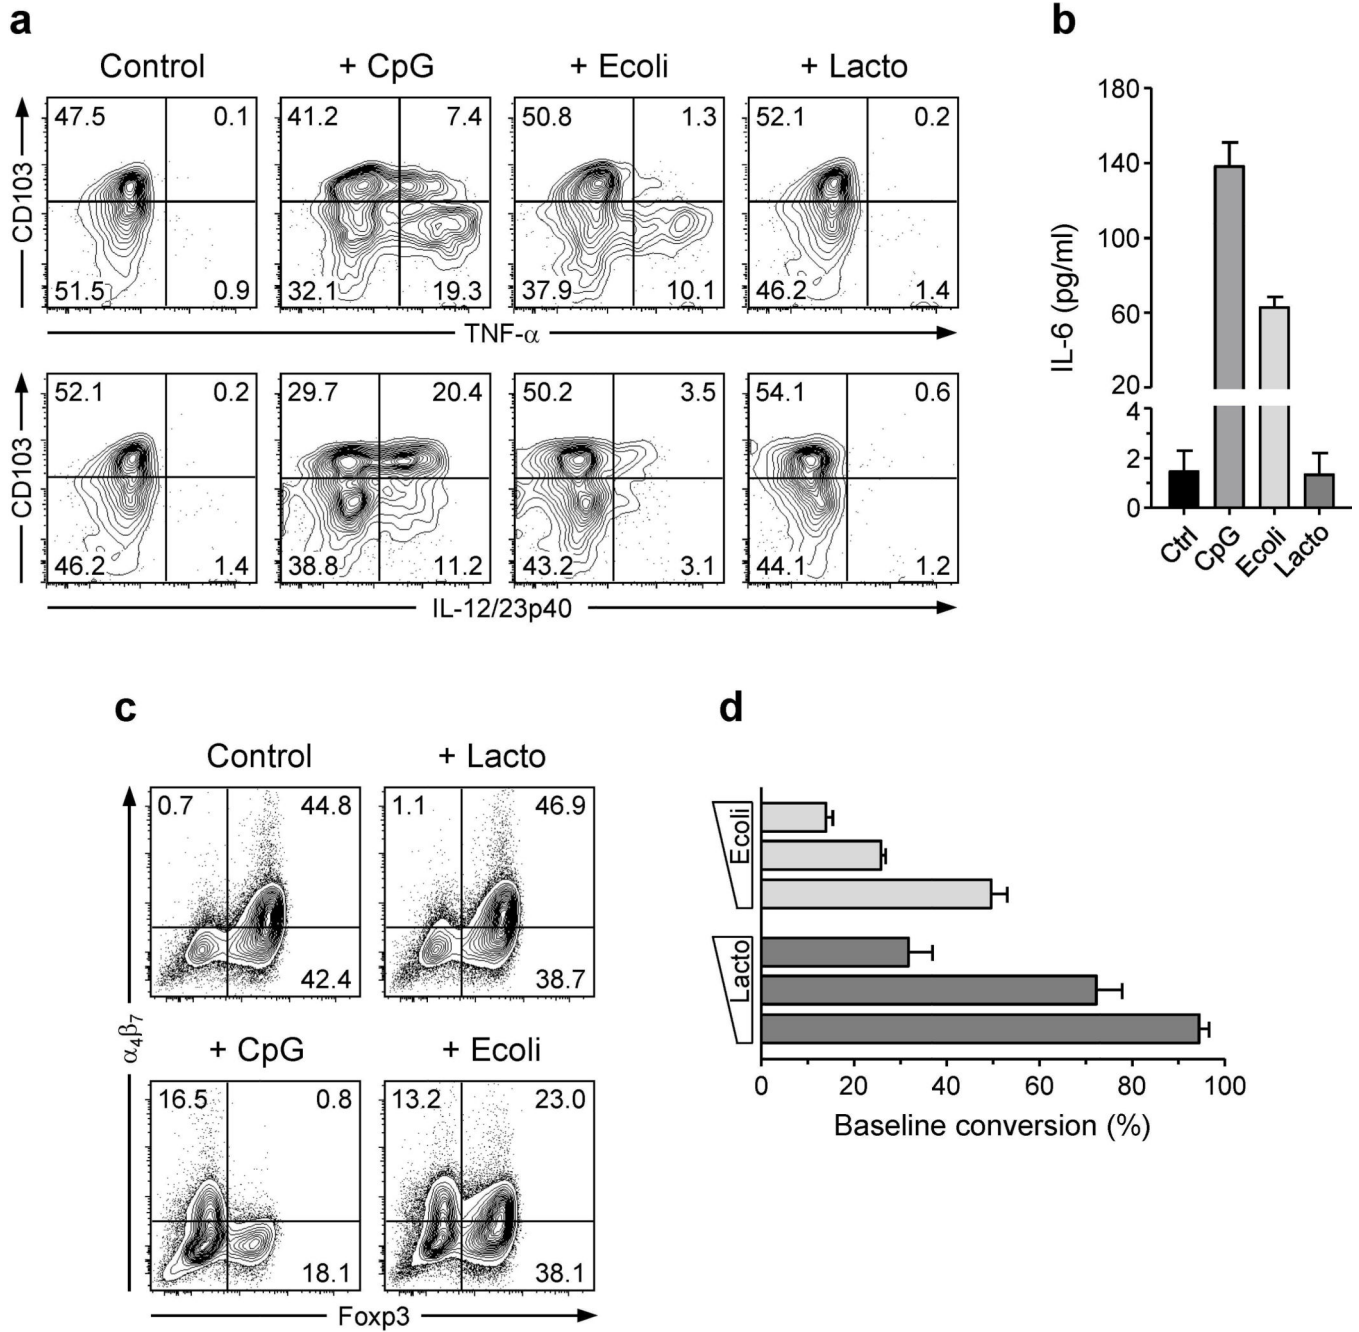 a
Control + CpG + Ecoli + Lacto
47.5 0.1 41.2 7.4 50.8 1.3 52.1 0.2
CD103
51.5 0.9 32.1 19.3 37.9 10.1 46.2 1.4
TNF-α
52.1 0.2 29.7 20.4 50.2 3.5 54.1 0.6
CD103
46.2 1.4 38.8 11.2 43.2 3.1 44.1 1.2
IL-12/23p40
b
180
140
100
60
20
4
2
0
IL-6 (pg/ml)
Ctrl CpG Ecoli Lacto
c
Control + Lacto
0.7 44.8 1.1 46.9
42.4 38.7
α4β7
+ CpG + Ecoli
16.5 0.8 13.2 23.0
18.1 38.1
Foxp3
d
Ecoli
Lacto
0 20 40 60 80 100
Baseline conversion (%)